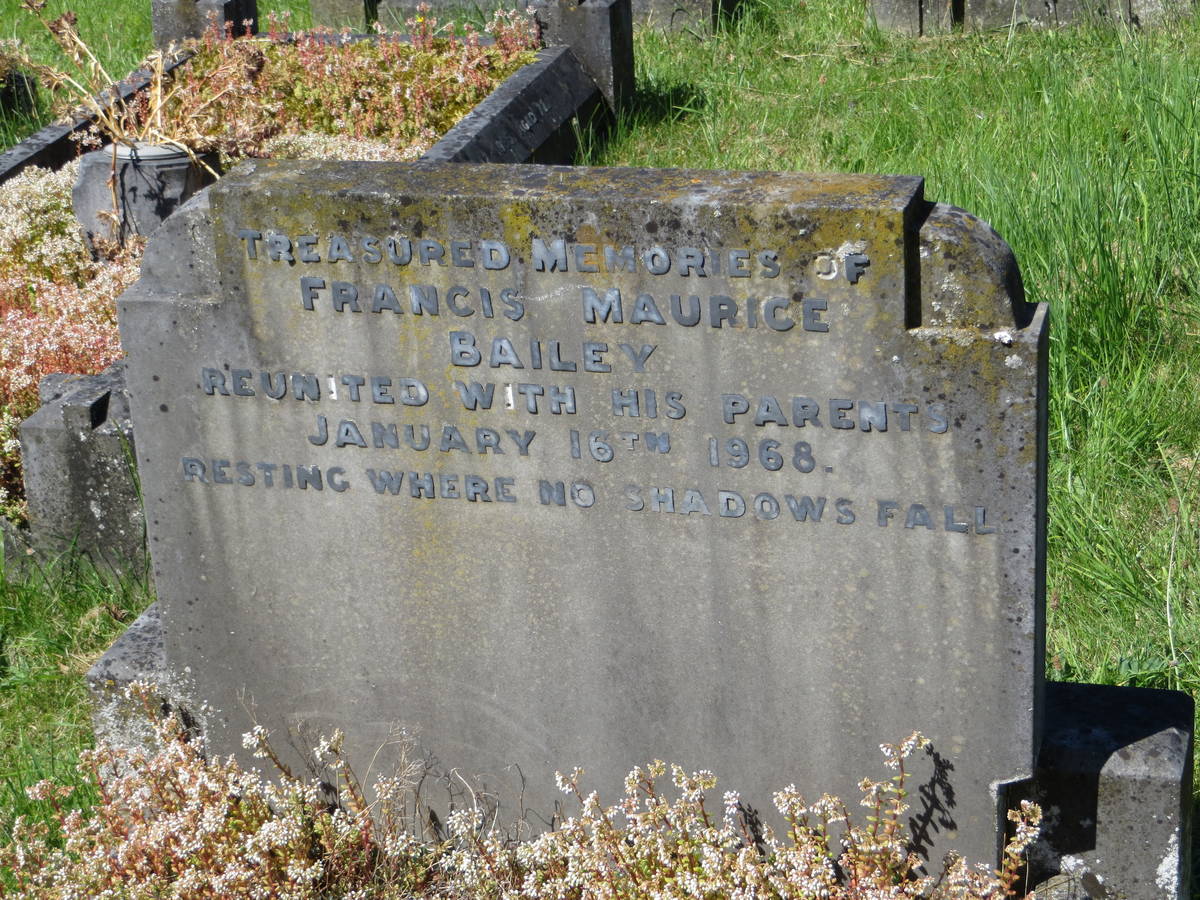 TREASURED MEMORIES OF
FRANCIS MAURICE
BAILEY
REUNITED WITH HIS PARENTS
JANUARY 16TH 1968.
RESTING WHERE NO SHADOWS FALL